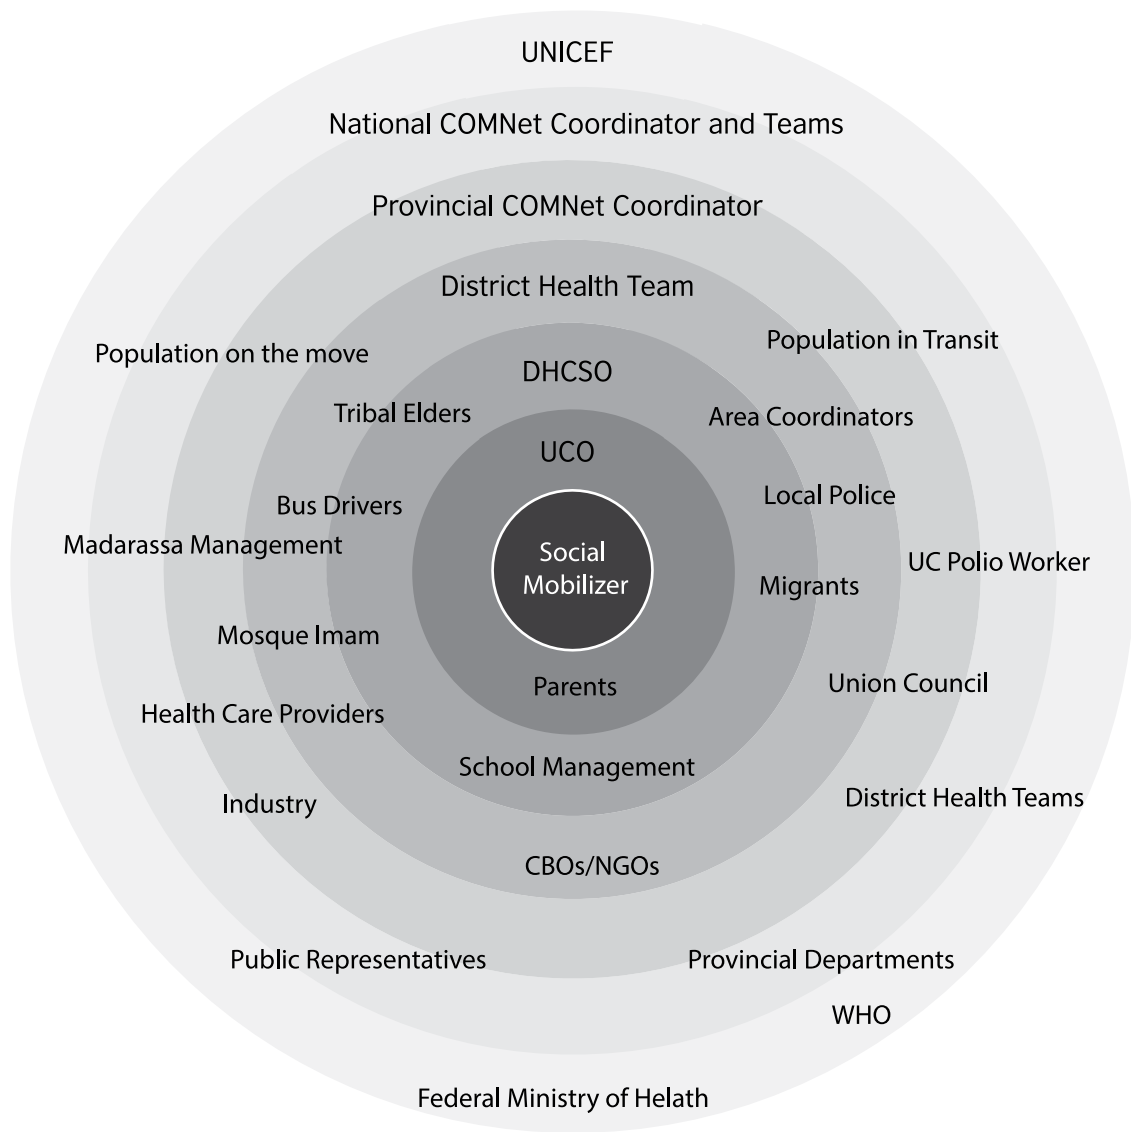 UNICEF
National COMNet Coordinator and Teams
Provincial COMNet Coordinator
District Health Team
Population in Transit
Population on the move
DHCSO
Tribal Elders
Area Coordinators
UCO
Local Police
Bus Drivers
Madarassa Management
Social
Mobilizer
UC Polio Worker
Migrants
Mosque Imam
Parents
Union Council
Health Care Providers
School Management
District Health Teams
Industry
CBOs/NGOs
Public Representatives
Provincial Departments
WHO
Federal Ministry of Helath